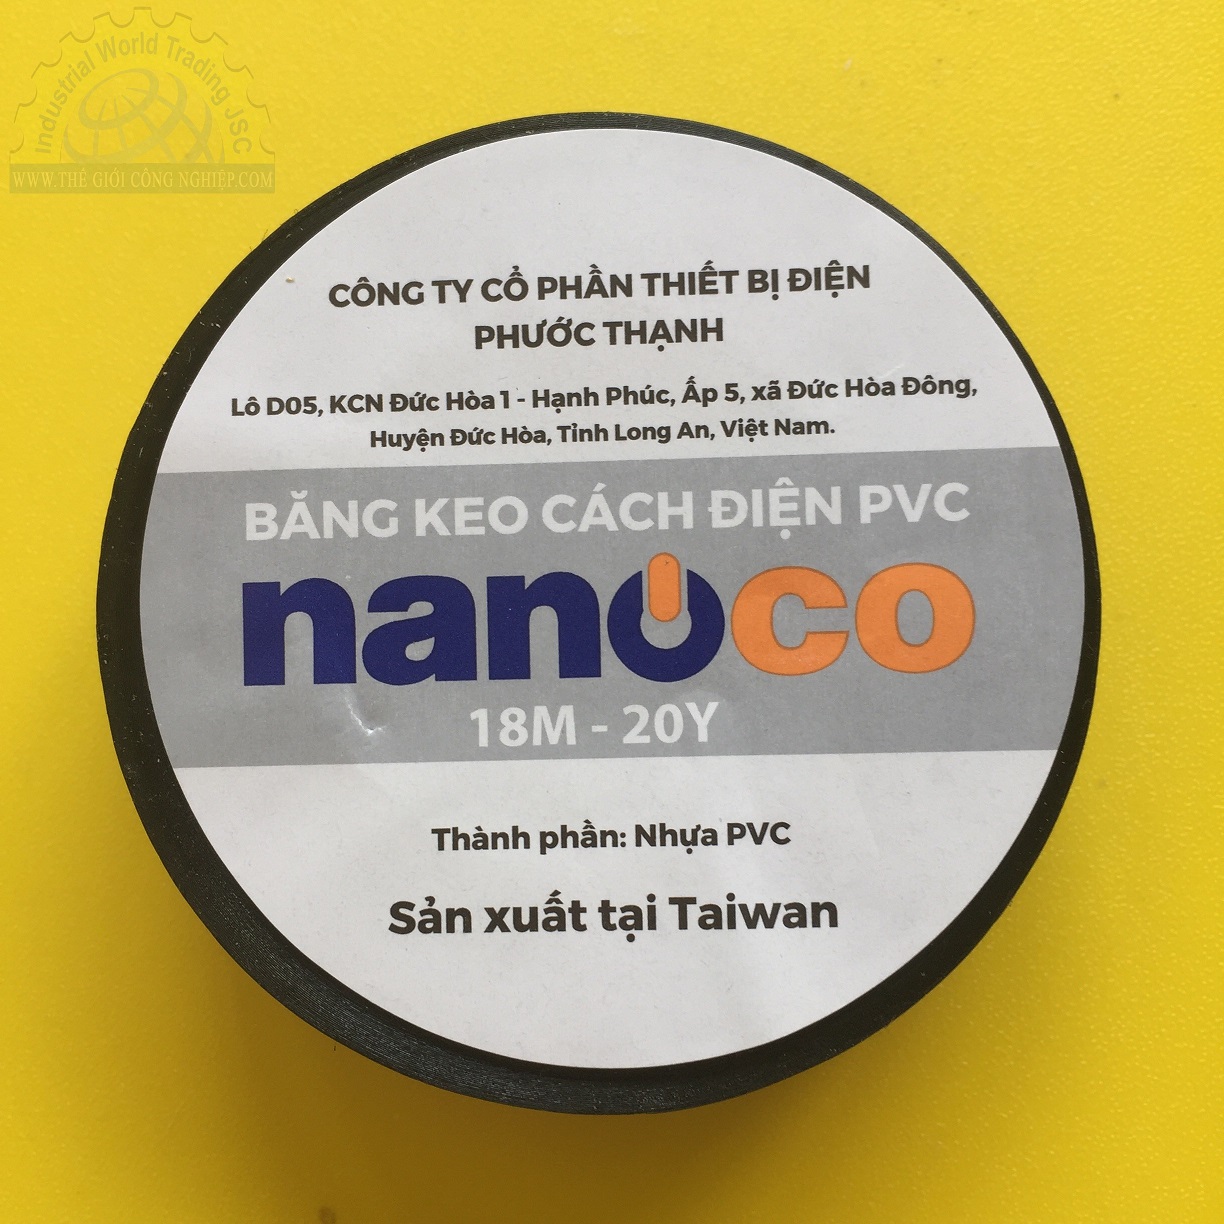 Industrial World Trading JSC
WWW.THẾ GIỚI CÔNG NGHIỆP.COM
CÔNG TY CỔ PHẦN THIẾT BỊ ĐIỆN
PHƯỚC THẠNH
Lô D05, KCN Đức Hòa 1 - Hạnh Phúc, Ấp 5, xã Đức Hòa Đông,
Huyện Đức Hòa, Tỉnh Long An, Việt Nam.
BĂNG KEO CÁCH ĐIỆN PVC
nanoco
18M - 20Y
Thành phần: Nhựa PVC
Sản xuất tại Taiwan